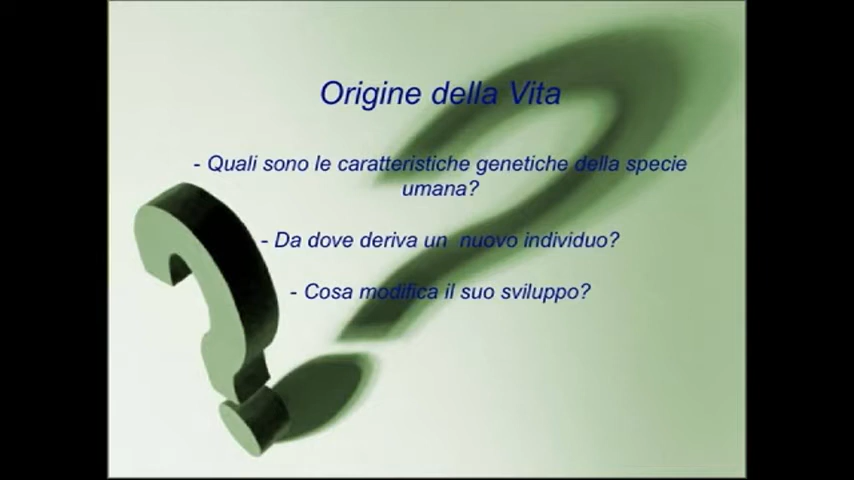 Origine della Vita
- Quali sono le caratteristiche genetiche della specie
umana?
- Da dove deriva un  nuovo individuo?
- Cosa modifica il suo sviluppo?